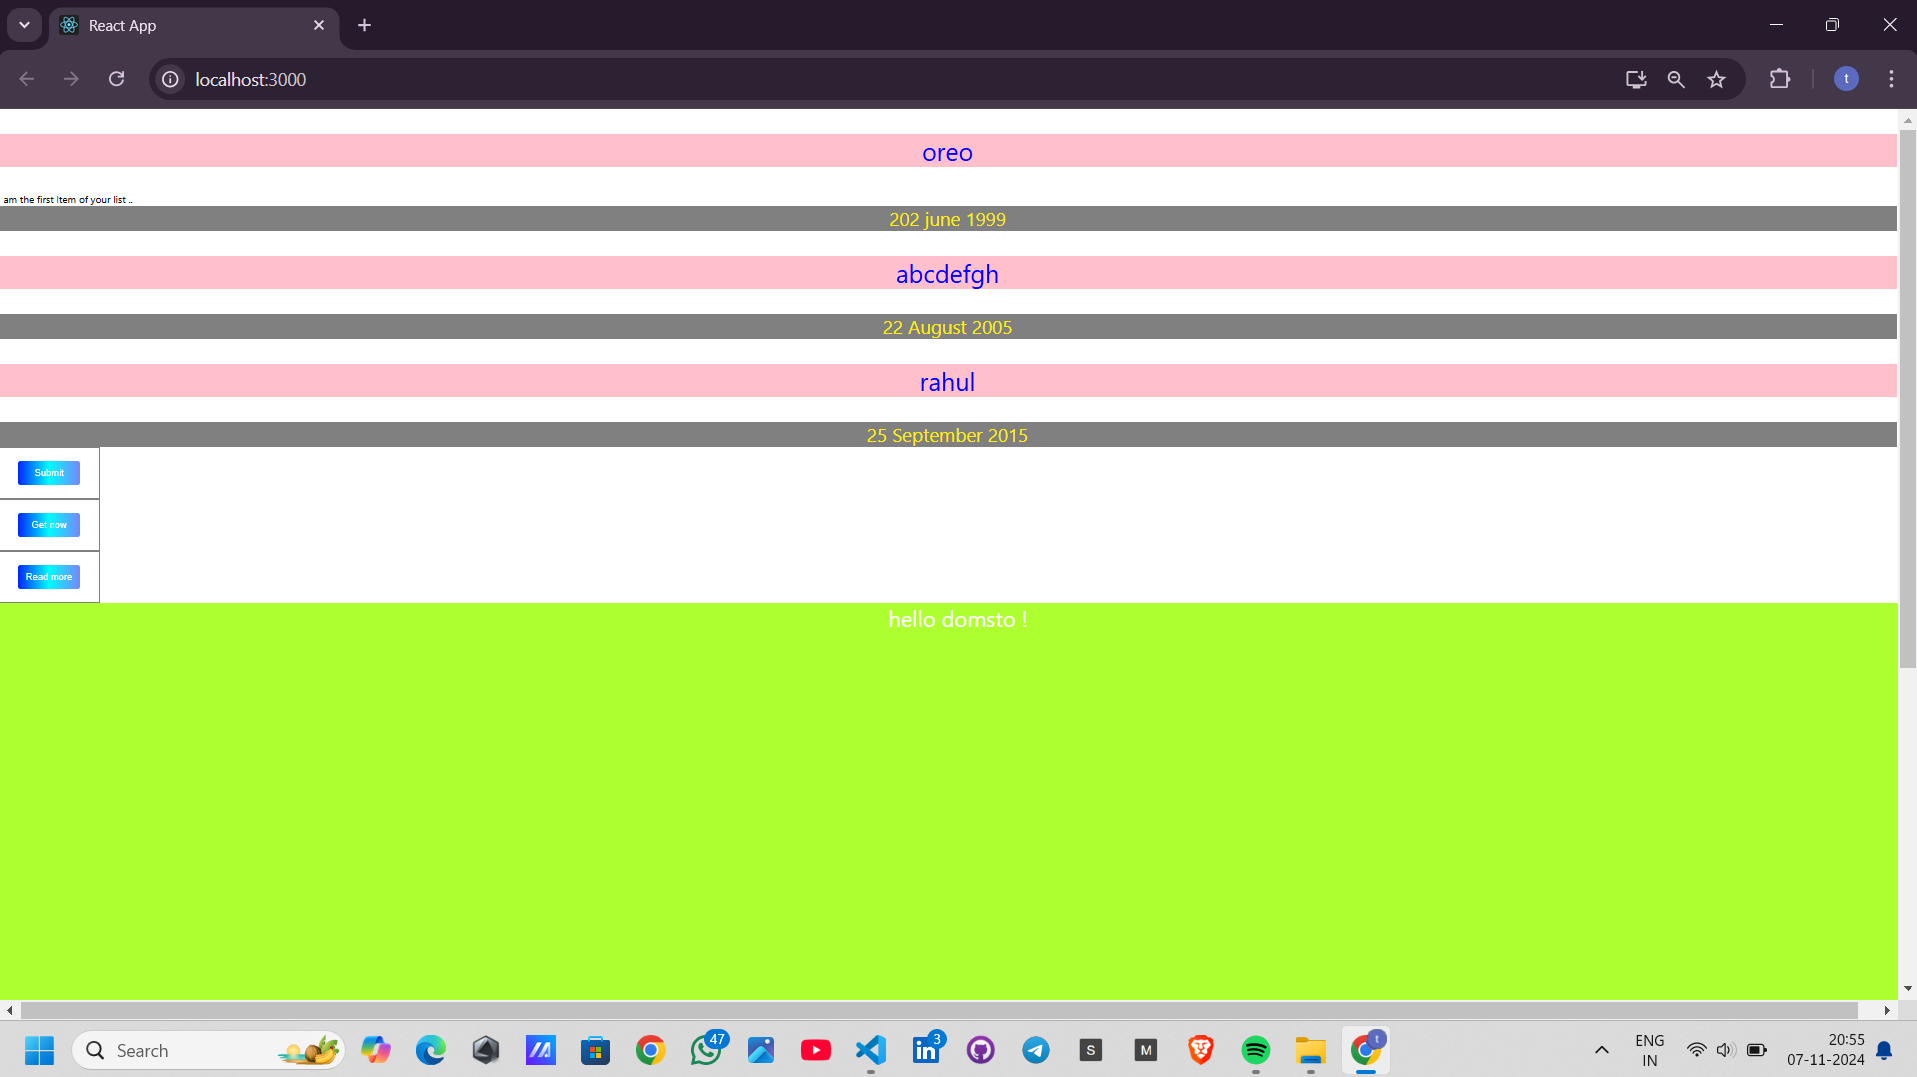 React App
localhost:3000
t
oreo
am the first Item of your list ..
202 june 1999
abcdefgh
22 August 2005
rahul
25 September 2015
Submit
Get now
Read more
hello domsto !
Search
47
in
3
S
M
t
ENG
IN
20:55
07-11-2024